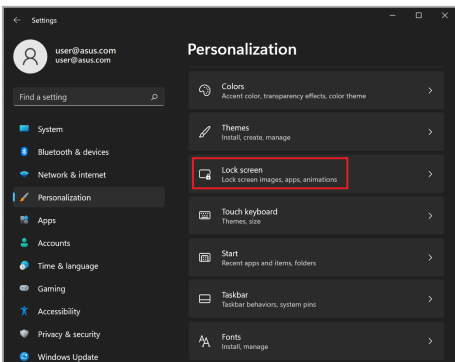 Settings
user@asus.com
user@asus.com
Find a setting
System
Bluetooth & devices
Network & internet
Personalization
Apps
Accounts
Time & language
Gaming
Accessibility
Privacy & security
Windows Update
Personalization
Colors
Accent color, transparency effects, color theme
Themes
Install, create, manage
Lock screen
Lock screen images, apps, animations
Touch keyboard
Themes, size
Start
Recent apps and items, folders
Taskbar
Taskbar behaviors, system pins
Fonts
Install, manage